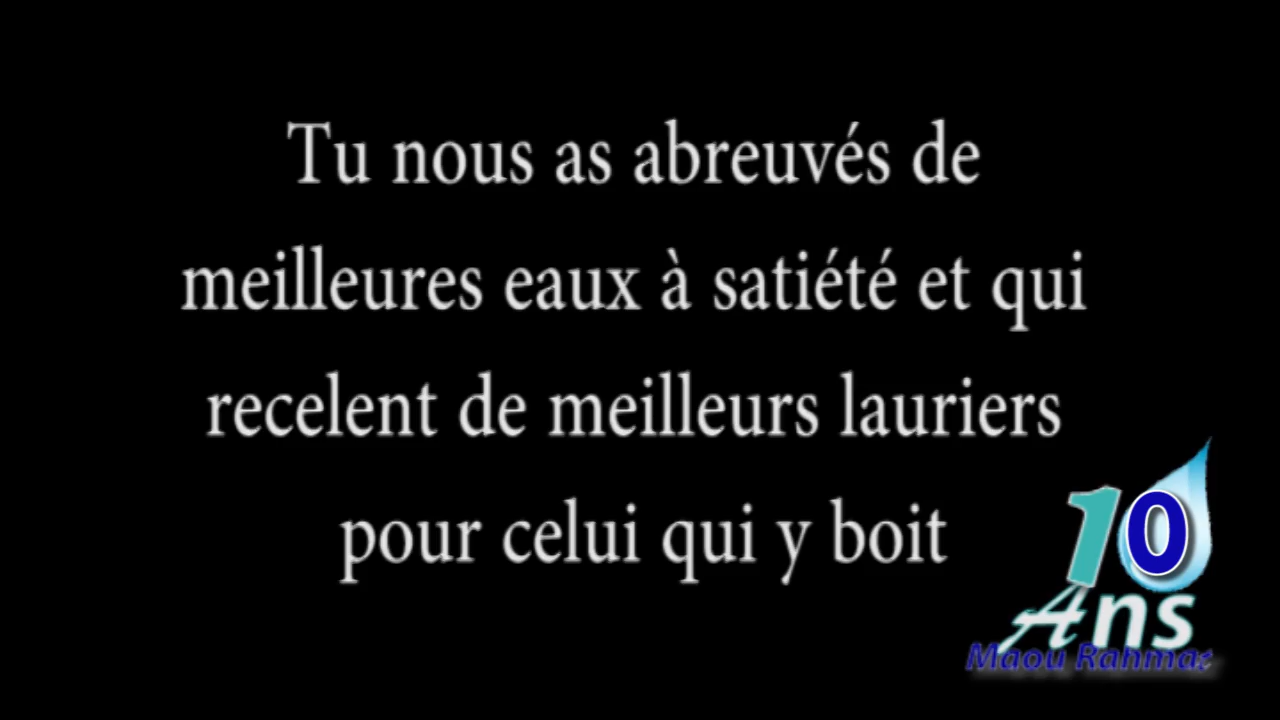 Tu nous as abreuvés de
meilleures eaux à satiété et qui
recelent de meilleurs lauriers
pour celui qui y boit
10
Ans
Maou Rahmat